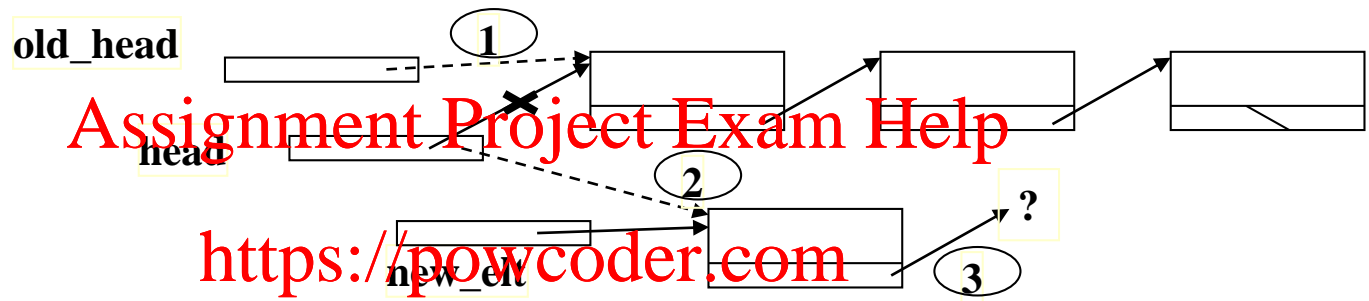 old_head
1
Assignment Project Exam Help
head
2
?
https://powcoder.com
new_elt
3